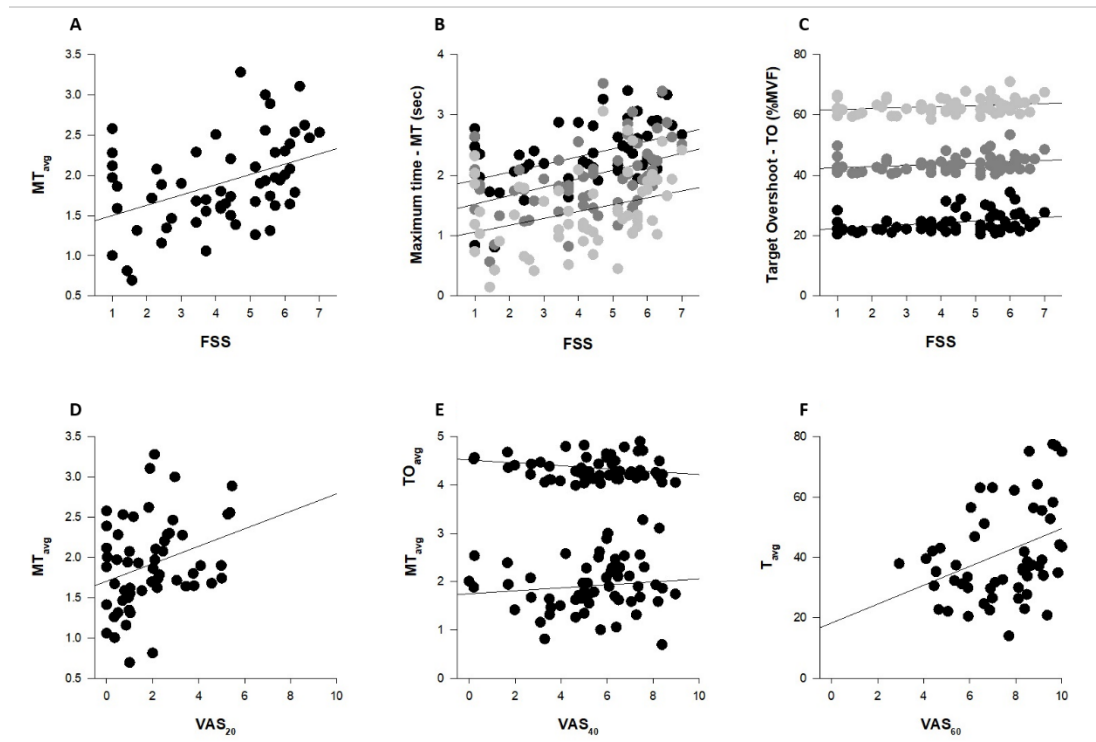 A
B
C
3.5
3.0
2.5
2.0
1.5
1.0
0.5
MTavg
1 2 3 4 5 6 7
FSS
4
3
2
1
0
Maximum time - MT (sec)
1 2 3 4 5 6 7
FSS
80
60
40
20
0
Target Overshoot - TO (%MVF)
1 2 3 4 5 6 7
FSS
D
E
F
3.5
3.0
2.5
2.0
1.5
1.0
0.5
MTavg
0 2 4 6 8 10
VAS20
5
4
3
2
1
0
TOavg
MTavg
0 2 4 6 8 10
VAS40
80
60
40
20
0
Tavg
0 2 4 6 8 10
VAS60